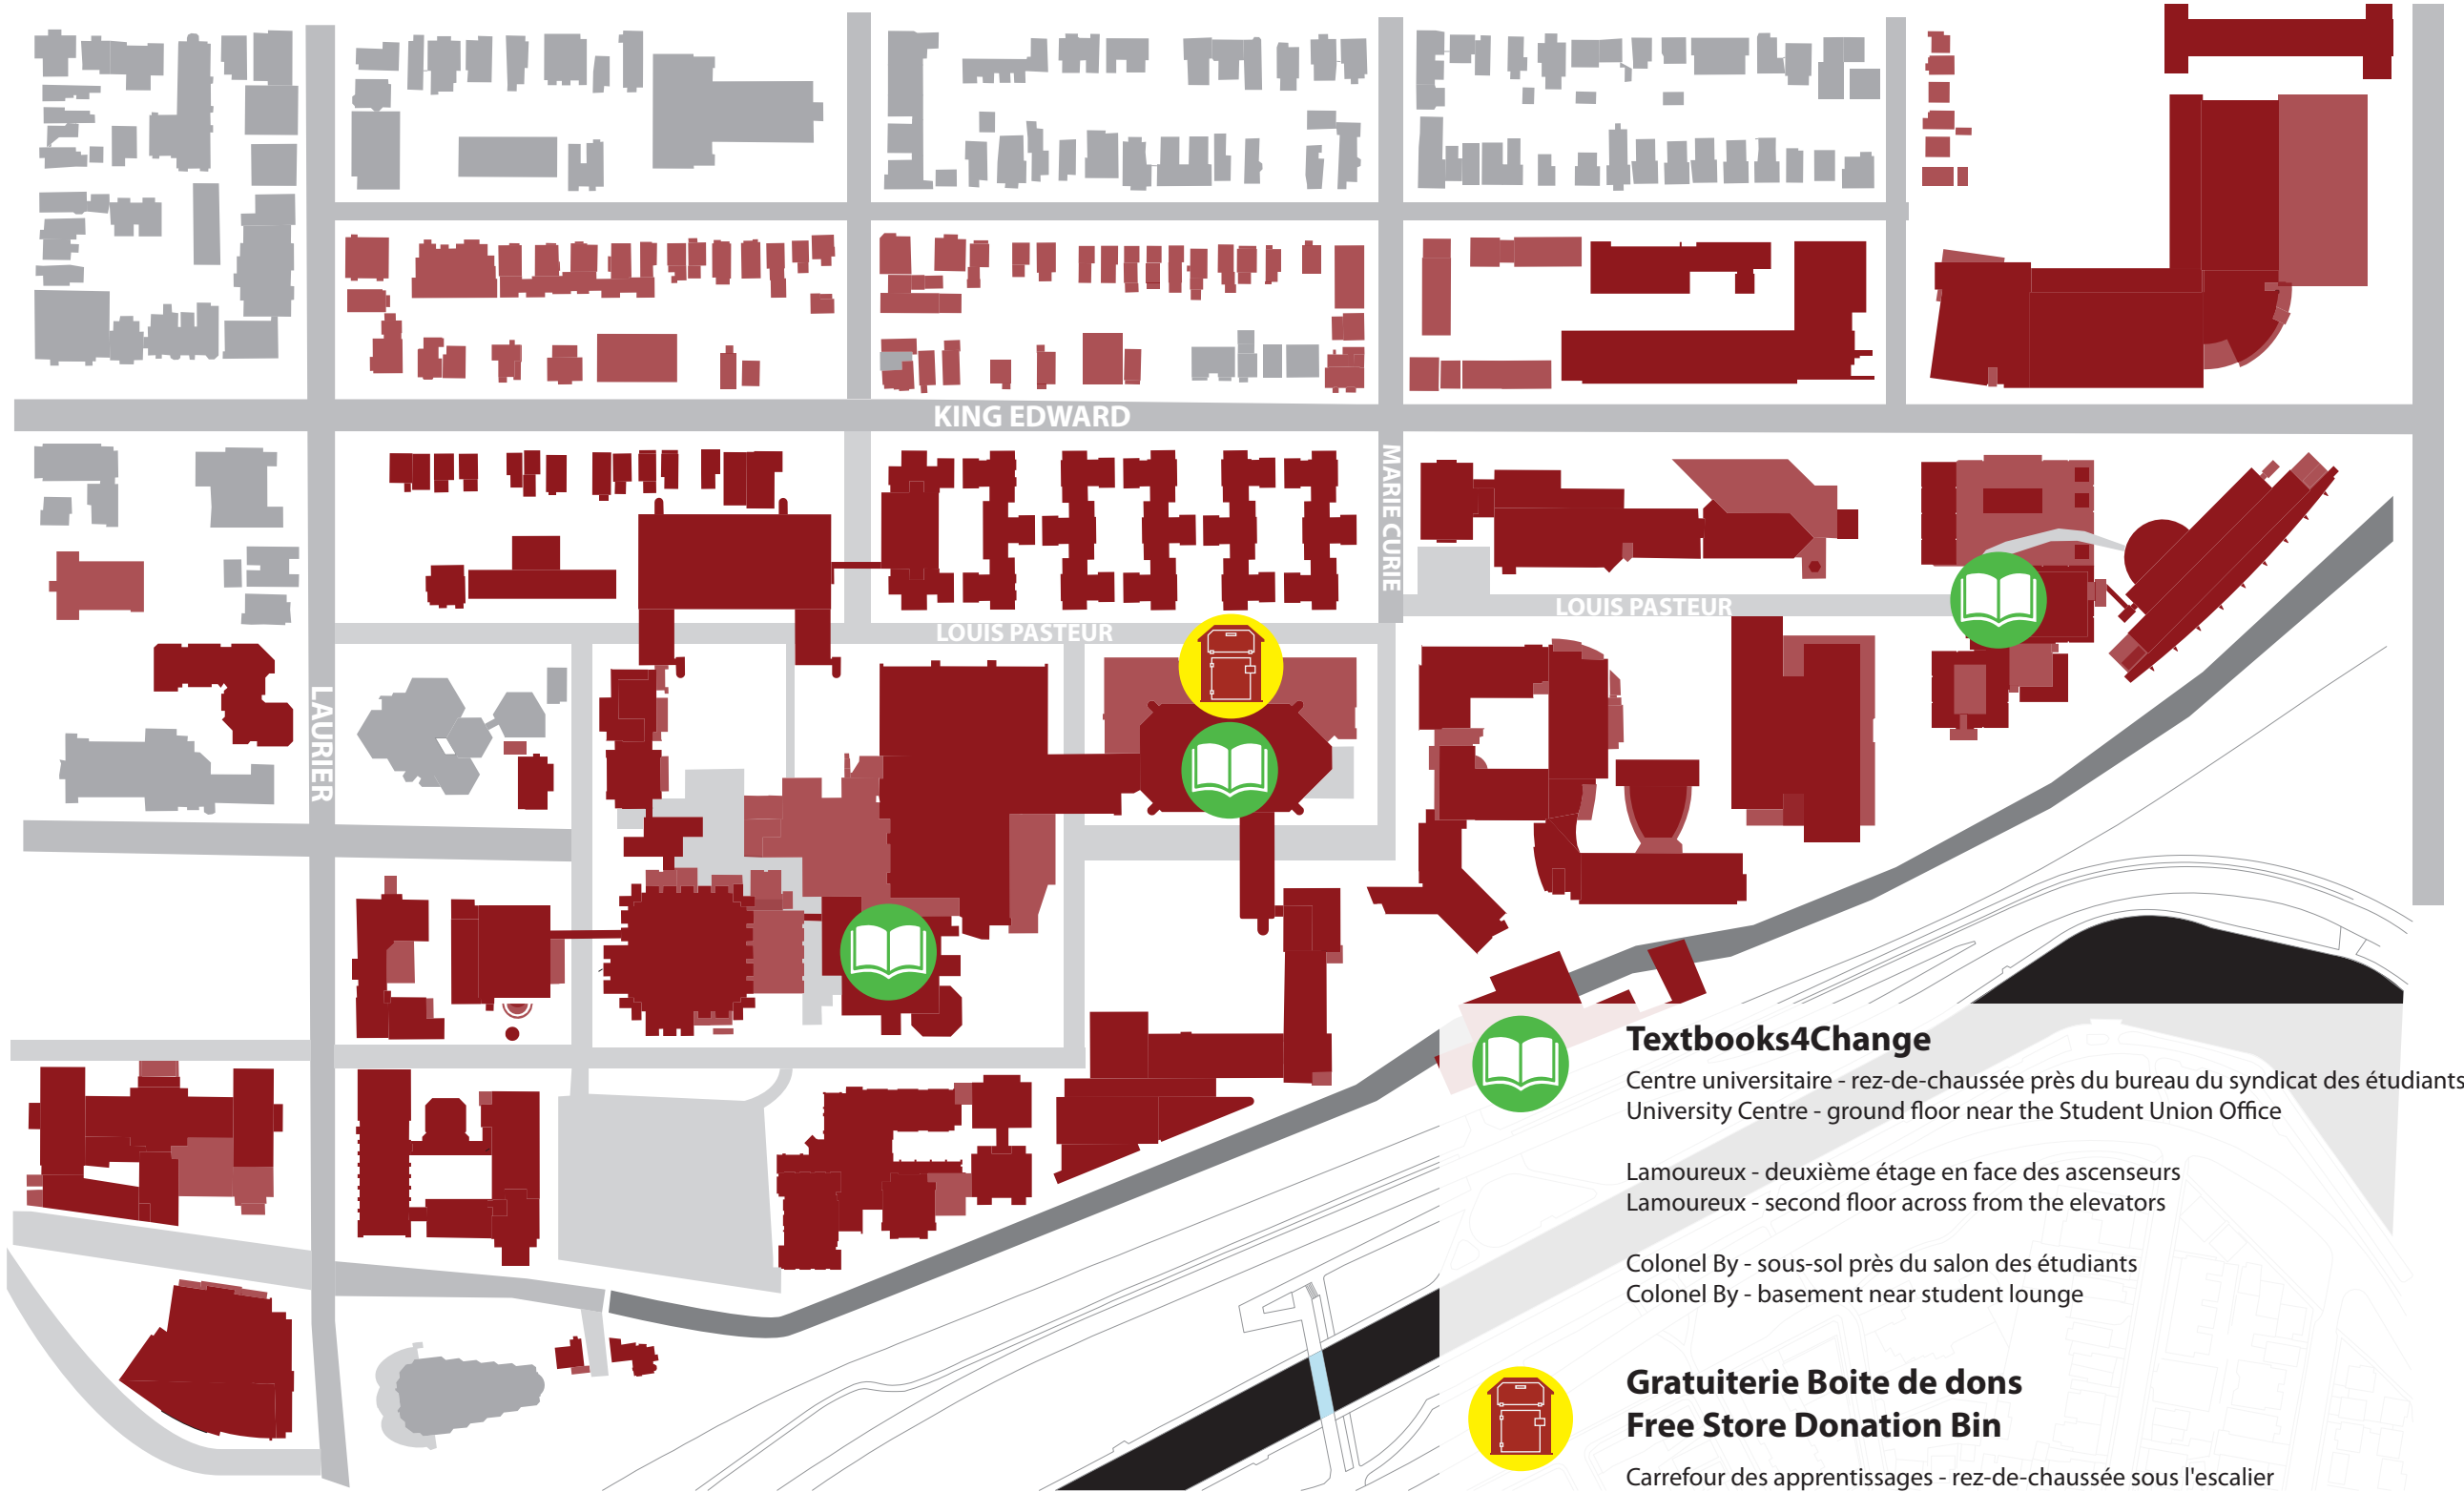 KING EDWARD
MARIE CURIE
LOUIS PASTEUR
LOUIS PASTEUR
LAURIER
Textbooks4Change
Centre universitaire - rez-de-chaussée près du bureau du syndicat des étudiants
University Centre - ground floor near the Student Union Office
Lamoureux - deuxième étage en face des ascenseurs
Lamoureux - second floor across from the elevators
Colonel By - sous-sol près du salon des étudiants
Colonel By - basement near student lounge
Gratuiterie Boite de dons
Free Store Donation Bin
Carrefour des apprentissages - rez-de-chaussée sous l'escalier